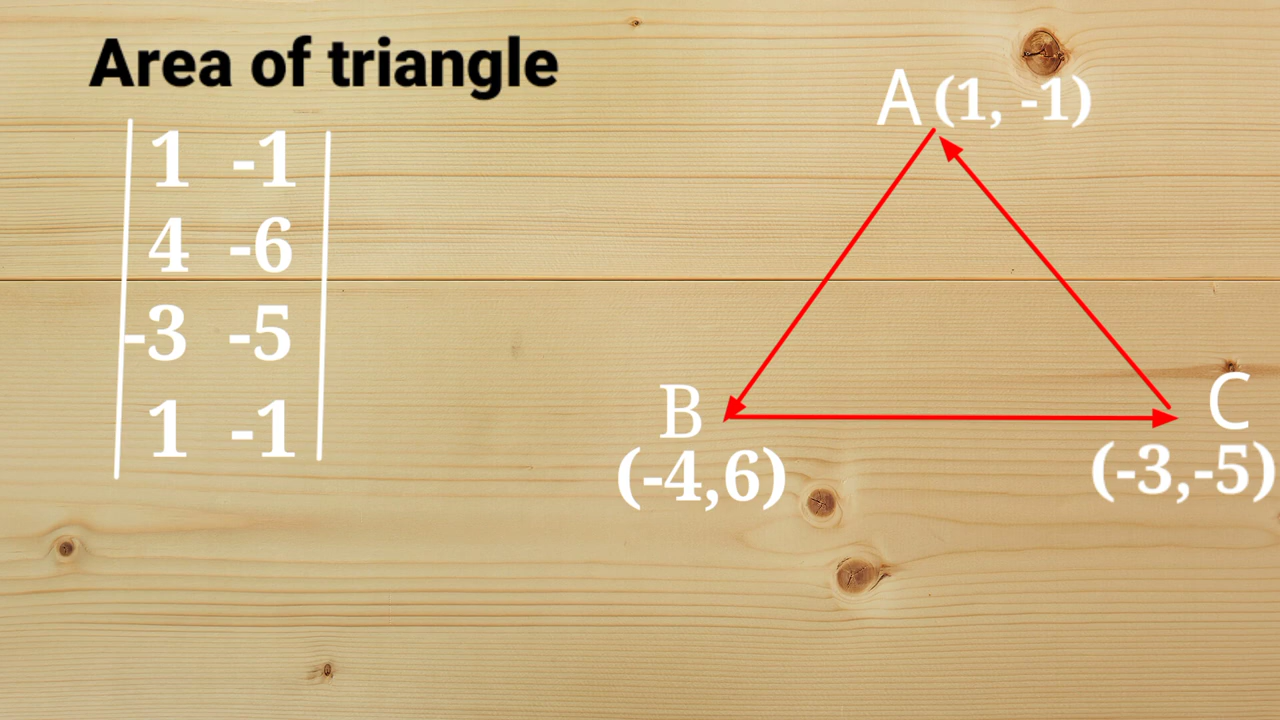 Area of triangle
1 -1
4 -6
-3 -5
1 -1
A (1, -1)
B
(-4,6)
C
(-3,-5)